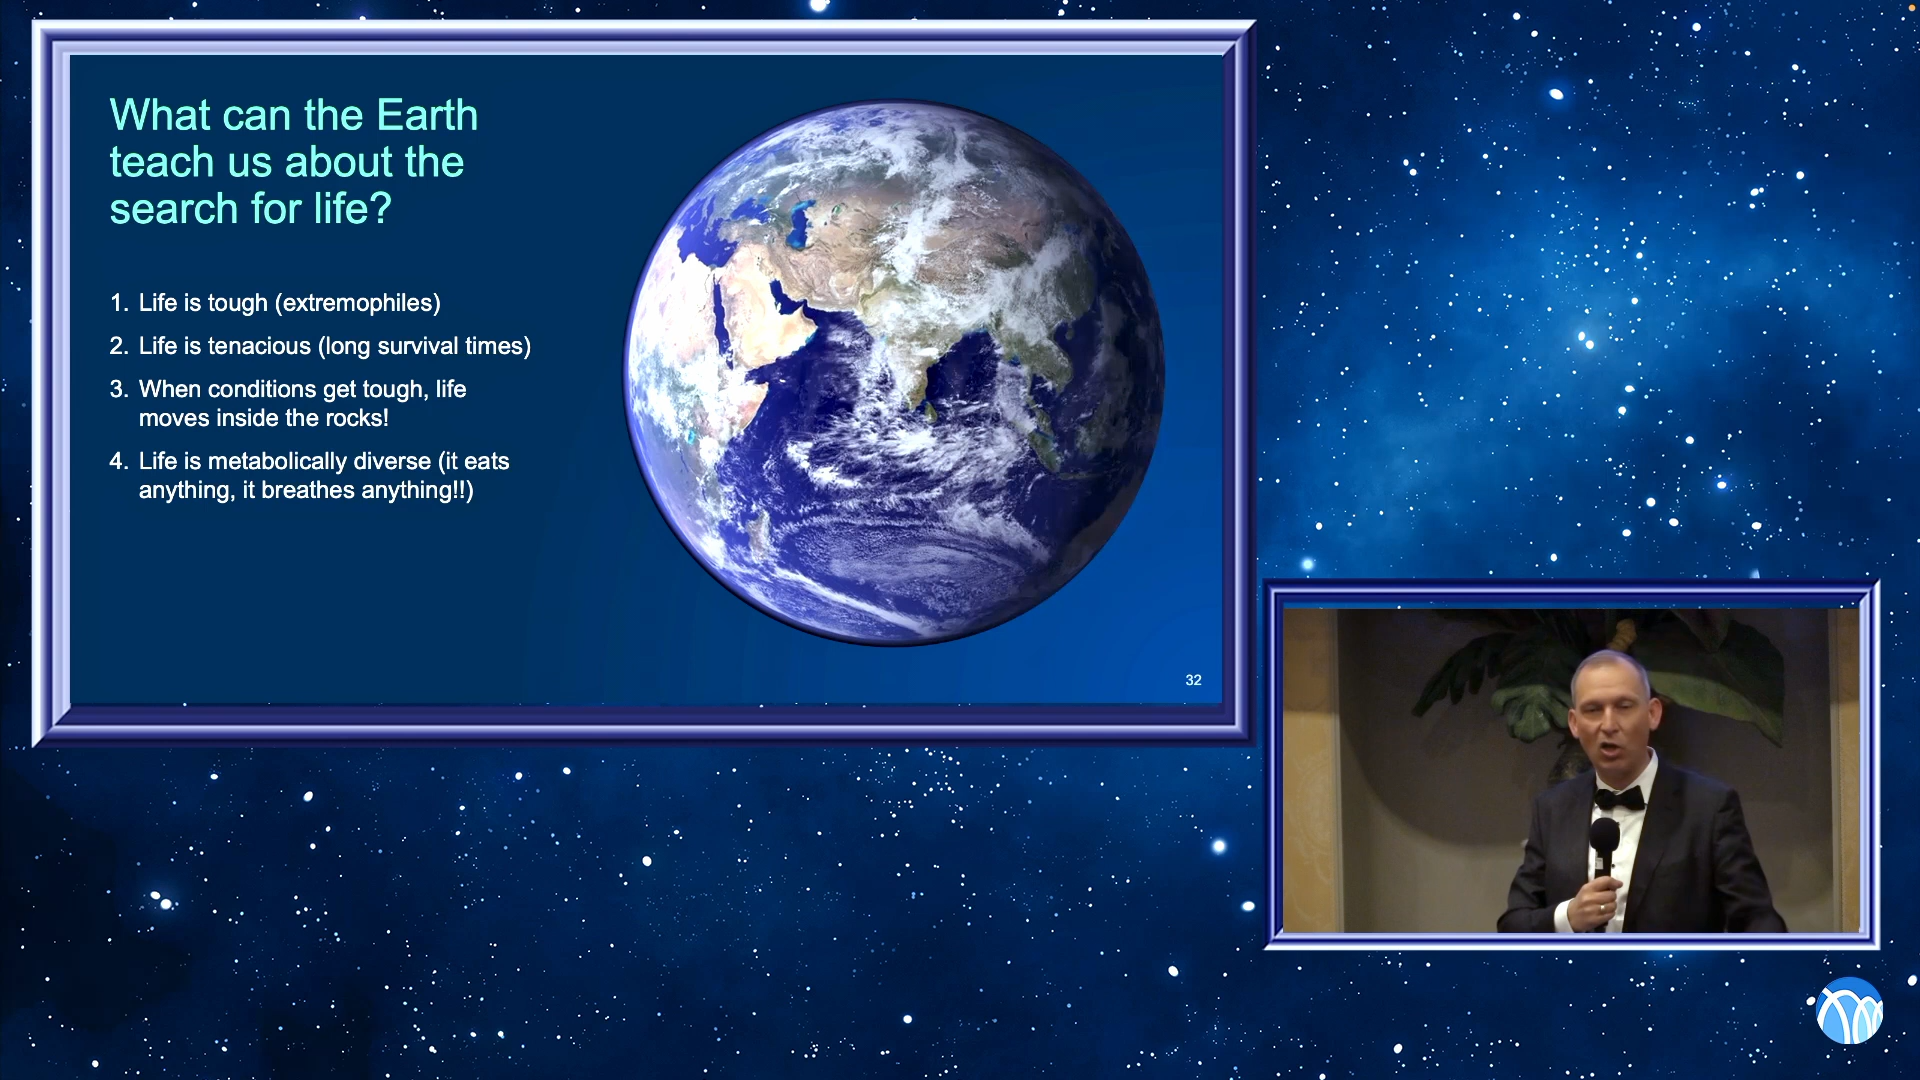 What can the Earth
teach us about the
search for life?
1. Life is tough (extremophiles)
2. Life is tenacious (long survival times)
3. When conditions get tough, life
moves inside the rocks!
4. Life is metabolically diverse (it eats
anything, it breathes anything!!)
32